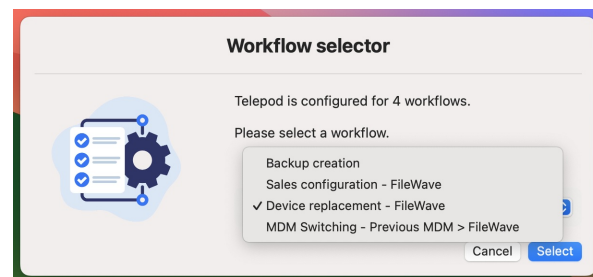 Workflow selector
Telepod is configured for 4 workflows.
Please select a workflow.
Backup creation
Sales configuration - FileWave
✓ Device replacement - FileWave
MDM Switching - Previous MDM > FileWave
Cancel
Select